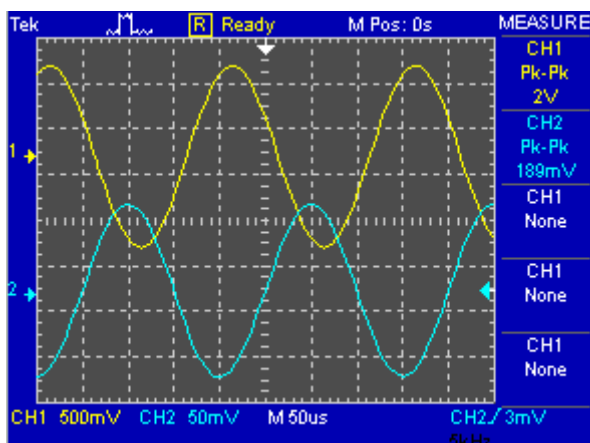 Tek R Ready M Pos: 0s MEASURE
CH1
Pk-Pk
2V
CH2
Pk-Pk
189mV
CH1
None
CH1
None
CH1
None
1
2
CH1 500mV CH2 50mV M 50us CH2 / 3mV
5kHz